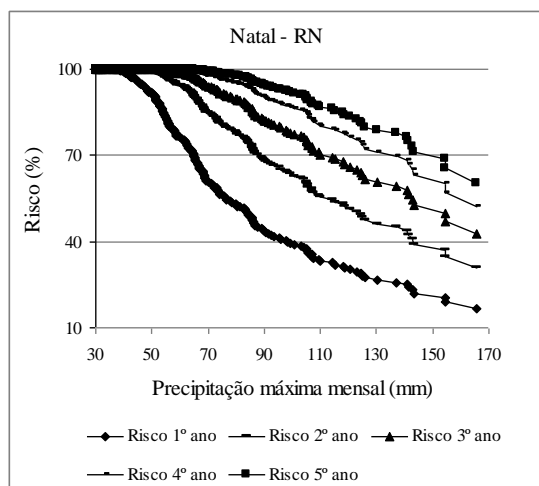 Natal - RN
Risco (%)
100
70
40
10
30 50 70 90 110 130 150 170
Precipitação máxima mensal (mm)
Risco 1º ano Risco 2º ano Risco 3º ano
Risco 4º ano Risco 5º ano